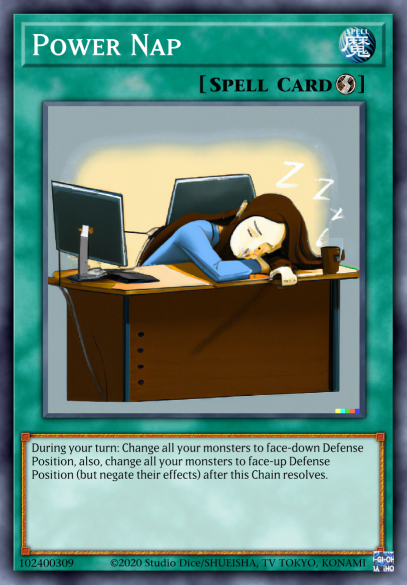 Power Nap
SPELL
魔
[Spell Card]
Z Z Z
During your turn: Change all your monsters to face-down Defense
Position, also, change all your monsters to face-up Defense
Position (but negate their effects) after this Chain resolves.
102400309
©2020 Studio Dice/SHUEISHA, TV TOKYO, KONAMI